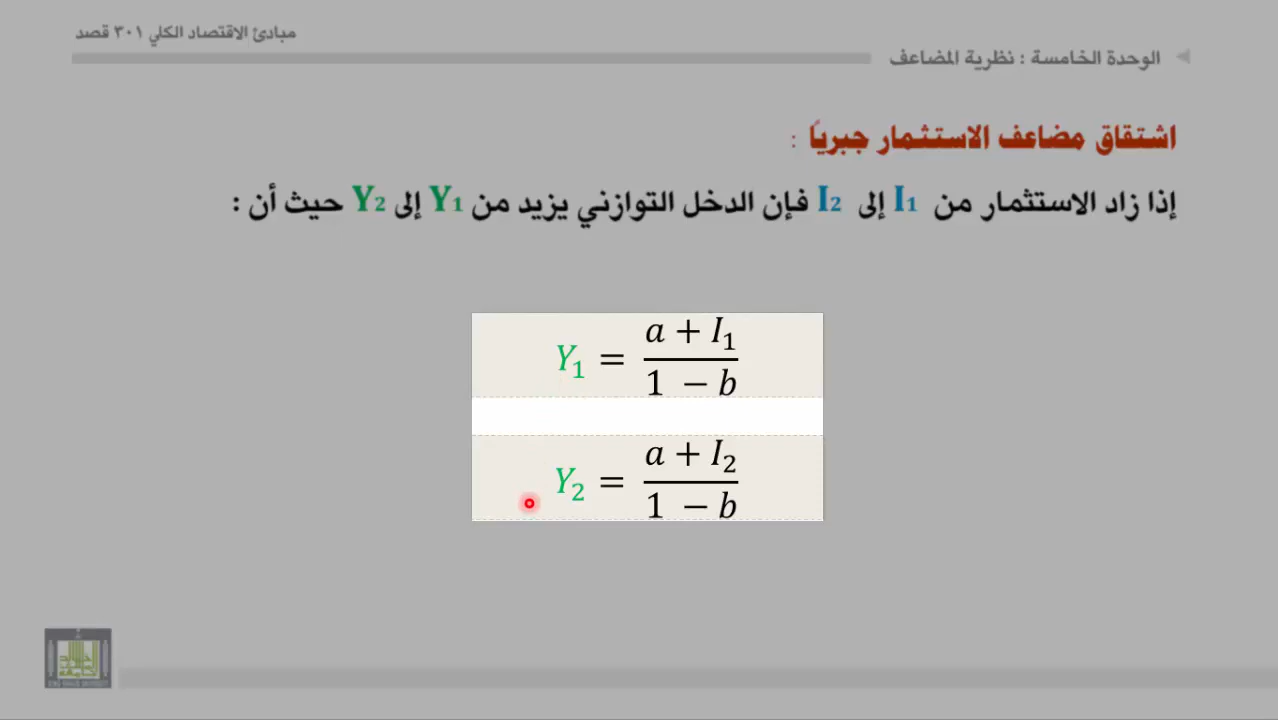 مبادئ الاقتصاد الكلي ٣٠١ قصد
الوحدة الخامسة : نظرية المضاعف
اشتقاق مضاعف الاستثمار جبرياً :
إذا زاد الاستثمار من I1 إلى I2 فإن الدخل التوازني يزيد من Y1 إلى Y2 حيث أن :
Y₁ = (a + I₁) / (1 − b)
Y₂ = (a + I₂) / (1 − b)